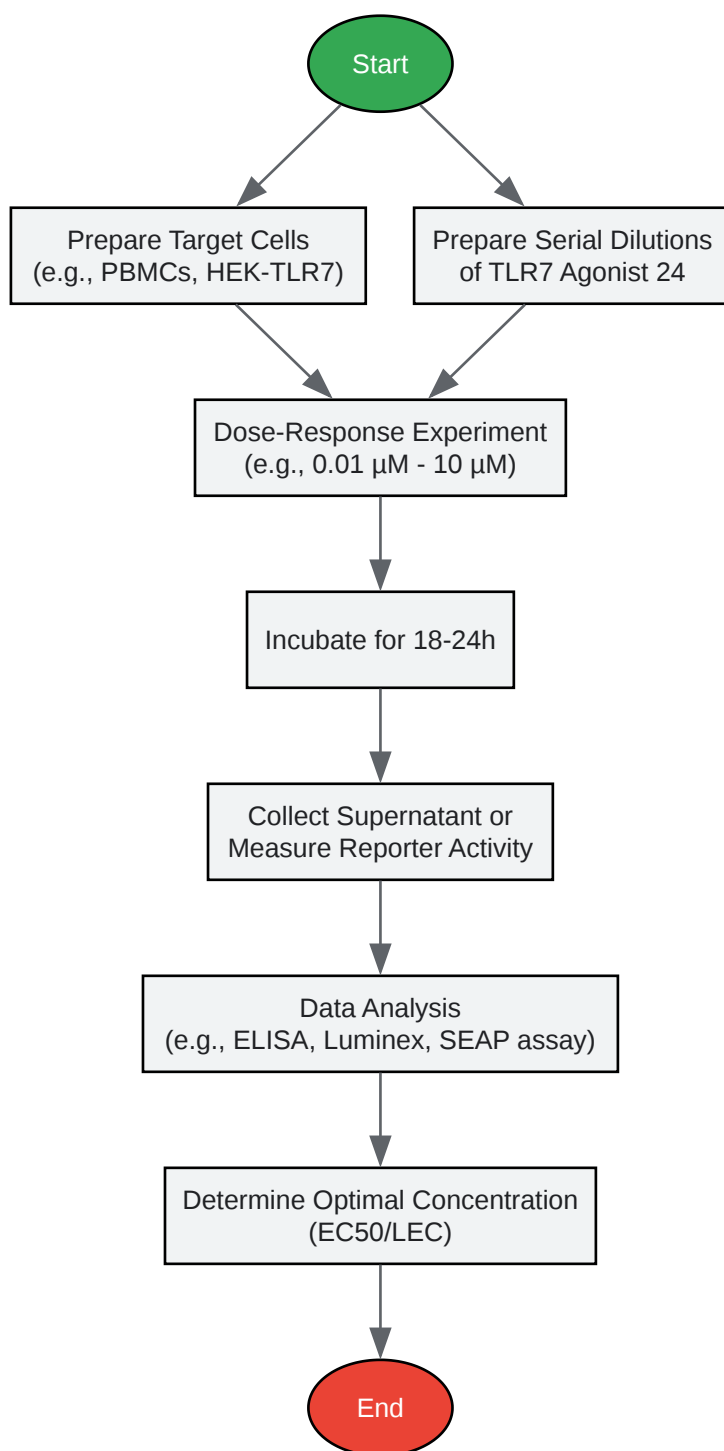 Start
Prepare Target Cells
(e.g., PBMCs, HEK-TLR7)
Prepare Serial Dilutions
of TLR7 Agonist 24
Dose-Response Experiment
(e.g., 0.01 µM - 10 µM)
Incubate for 18-24h
Collect Supernatant or
Measure Reporter Activity
Data Analysis
(e.g., ELISA, Luminex, SEAP assay)
Determine Optimal Concentration
(EC50/LEC)
End